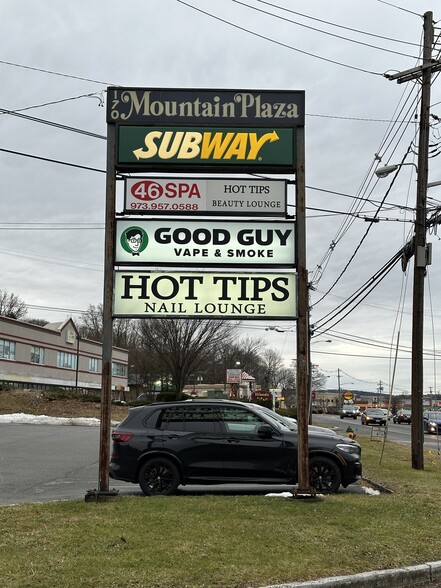 170 Mountain Plaza
SUBWAY
46 SPA
973.957.0588
HOT TIPS
BEAUTY LOUNGE
GOOD GUY
VAPE & SMOKE
HOT TIPS
NAIL LOUNGE